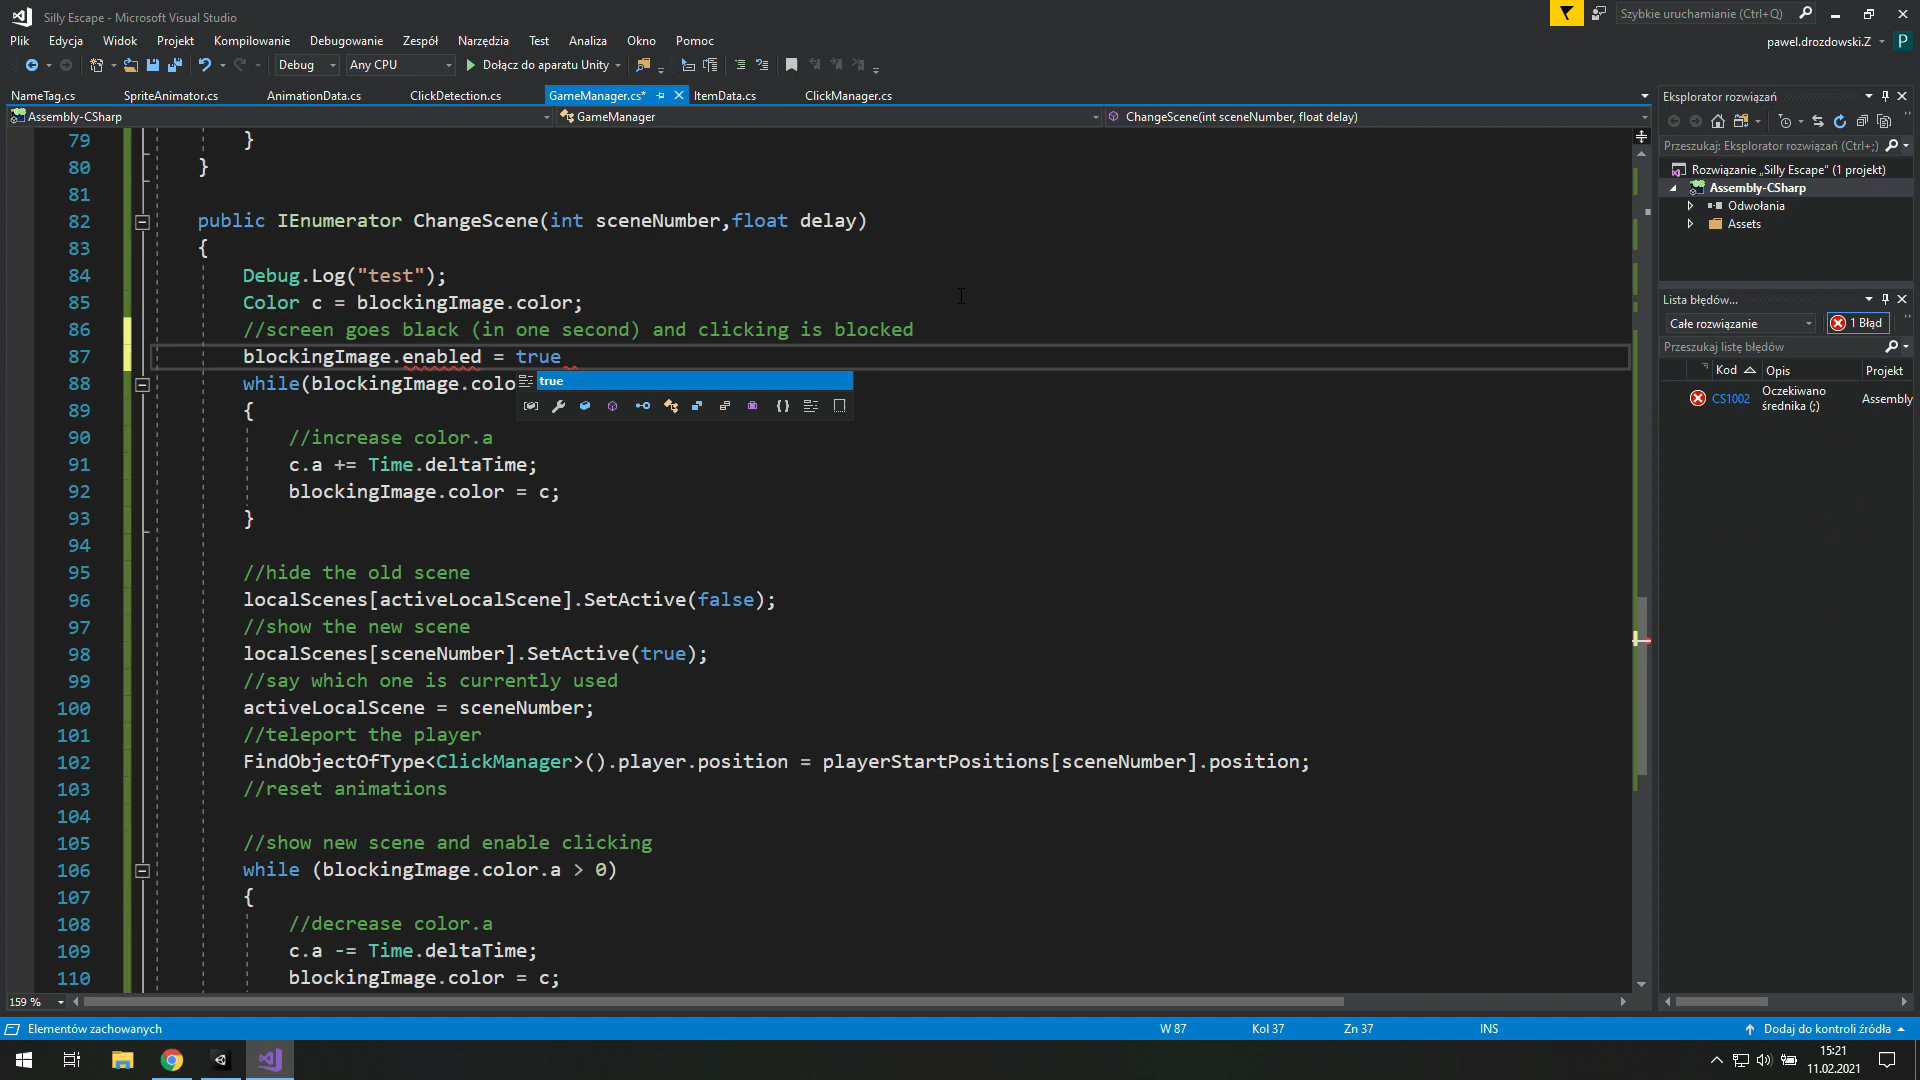 Silly Escape - Microsoft Visual Studio
Szybkie uruchamianie (Ctrl+Q)
Plik Edycja Widok Projekt Kompilowanie Debugowanie Zespół Narzędzia Test Analiza Okno Pomoc
pawel.drozdowski.Z P
Debug Any CPU Dołącz do aparatu Unity
NameTag.cs SpriteAnimator.cs AnimationData.cs ClickDetection.cs GameManager.cs* ItemData.cs ClickManager.cs
Assembly-CSharp GameManager ChangeScene(int sceneNumber, float delay)
79 }
80 }
81
82 public IEnumerator ChangeScene(int sceneNumber,float delay)
83 {
84 Debug.Log("test");
85 Color c = blockingImage.color;
86 //screen goes black (in one second) and clicking is blocked
87 blockingImage.enabled = true
88 while(blockingImage.colo
true
89 {
90 //increase color.a
91 c.a += Time.deltaTime;
92 blockingImage.color = c;
93 }
94
95 //hide the old scene
96 localScenes[activeLocalScene].SetActive(false);
97 //show the new scene
98 localScenes[sceneNumber].SetActive(true);
99 //say which one is currently used
100 activeLocalScene = sceneNumber;
101 //teleport the player
102 FindObjectOfType<ClickManager>().player.position = playerStartPositions[sceneNumber].position;
103 //reset animations
104
105 //show new scene and enable clicking
106 while (blockingImage.color.a > 0)
107 {
108 //decrease color.a
109 c.a -= Time.deltaTime;
110 blockingImage.color = c;
159 %
Eksplorator rozwiązań
Przeszukaj: Eksplorator rozwiązań (Ctrl+;)
Rozwiązanie „Silly Escape” (1 projekt)
Assembly-CSharp
Odwołania
Assets
Lista błędów...
Całe rozwiązanie 1 Błąd
Przeszukaj listę błędów
Kod Opis Projekt
CS1002 Oczekiwano średnika (;) Assembly
Elementów zachowanych W 87 Kol 37 Zn 37 INS Dodaj do kontroli źródła
15:21
11.02.2021